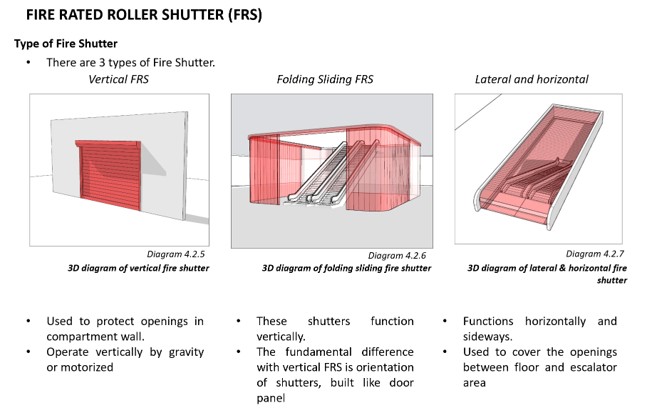 FIRE RATED ROLLER SHUTTER (FRS)
Type of Fire Shutter
• There are 3 types of Fire Shutter.
Vertical FRS
Folding Sliding FRS
Lateral and horizontal
Diagram 4.2.5
3D diagram of vertical fire shutter
Diagram 4.2.6
3D diagram of folding sliding fire shutter
Diagram 4.2.7
3D diagram of lateral & horizontal fire
shutter
• Used to protect openings in
compartment wall.
• Operate vertically by gravity
or motorized
• These shutters function
vertically.
• The fundamental difference
with vertical FRS is orientation
of shutters, built like door
panel
• Functions horizontally and
sideways.
• Used to cover the openings
between floor and escalator
area